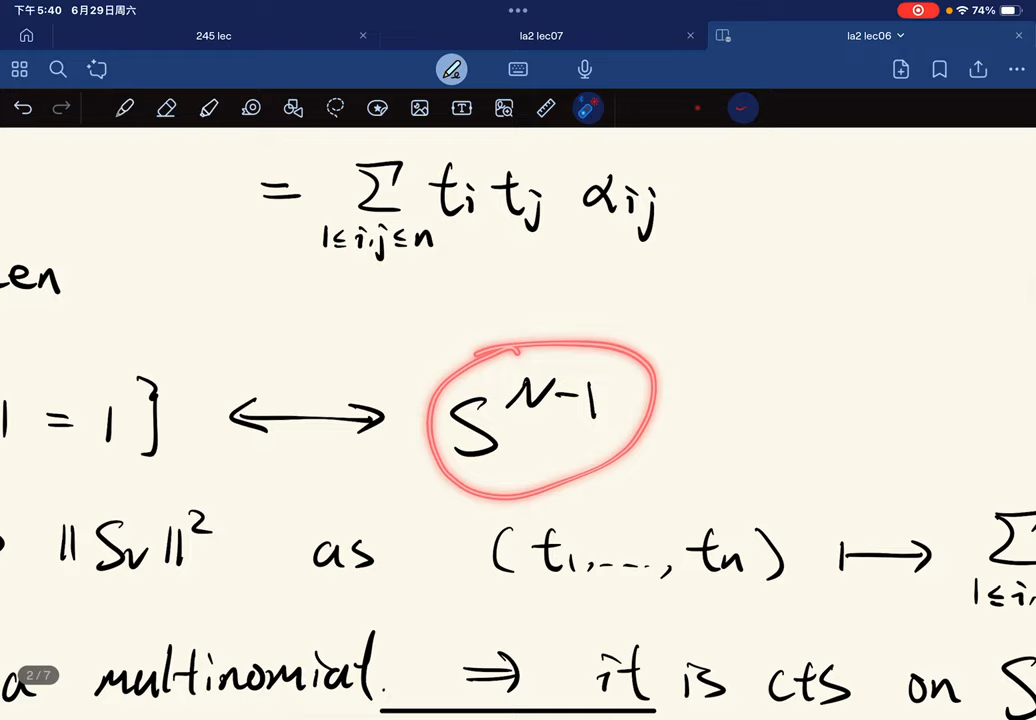 下午5:40 6月29日周六 74%
245 lec la2 lec07 la2 lec06
= Σ tᵢ tⱼ αᵢⱼ
1≤i,j≤n
en
| = 1} ⟷ S^(N-1)
‖Sv‖² as (t₁,...,tₙ) ⟼ Σ
1≤i,
2/7
a multinomial. ⇒ it is cts on S